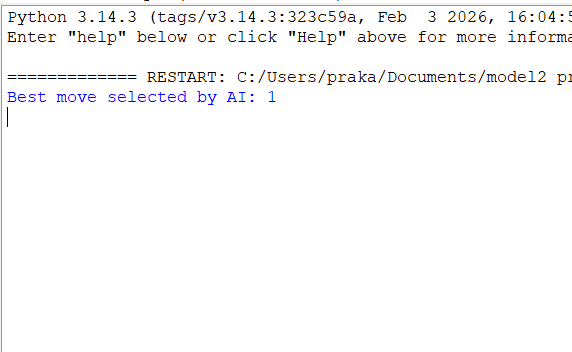 Python 3.14.3 (tags/v3.14.3:323c59a, Feb  3 2026, 16:04:5
Enter "help" below or click "Help" above for more informa
============= RESTART: C:/Users/praka/Documents/model2 pr
Best move selected by AI: 1